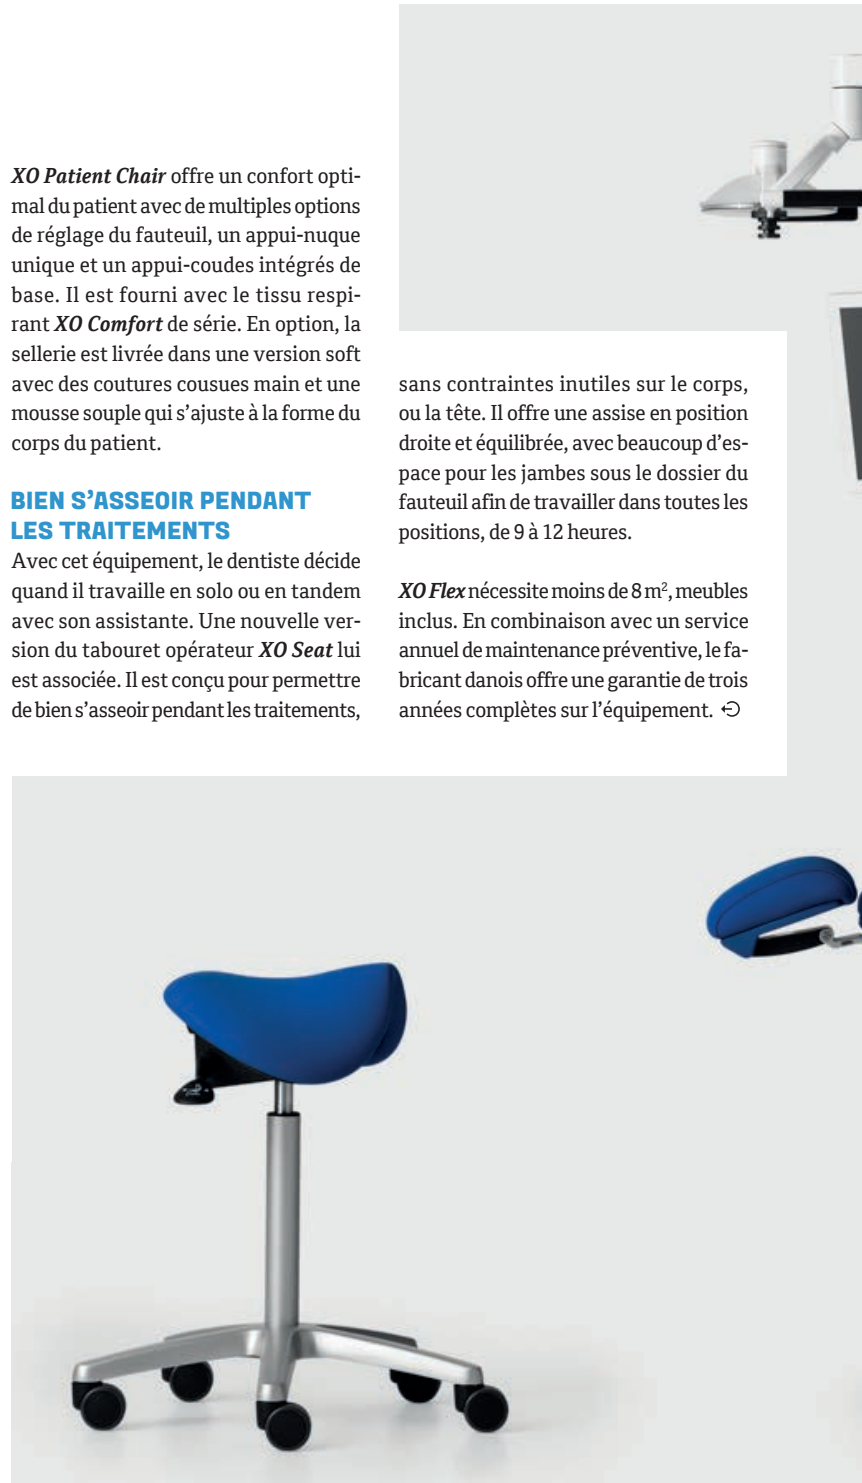 XO Patient Chair offre un confort opti-
mal du patient avec de multiples options
de réglage du fauteuil, un appui-nuque
unique et un appui-coudes intégrés de
base. Il est fourni avec le tissu respi-
rant XO Comfort de série. En option, la
sellerie est livrée dans une version soft
avec des coutures cousues main et une
mousse souple qui s’ajuste à la forme du
corps du patient.
BIEN S’ASSEOIR PENDANT
LES TRAITEMENTS
Avec cet équipement, le dentiste décide
quand il travaille en solo ou en tandem
avec son assistante. Une nouvelle ver-
sion du tabouret opérateur XO Seat lui
est associée. Il est conçu pour permettre
de bien s’asseoir pendant les traitements,
sans contraintes inutiles sur le corps,
ou la tête. Il offre une assise en position
droite et équilibrée, avec beaucoup d’es-
pace pour les jambes sous le dossier du
fauteuil afin de travailler dans toutes les
positions, de 9 à 12 heures.
XO Flex nécessite moins de 8 m², meubles
inclus. En combinaison avec un service
annuel de maintenance préventive, le fa-
bricant danois offre une garantie de trois
années complètes sur l’équipement.